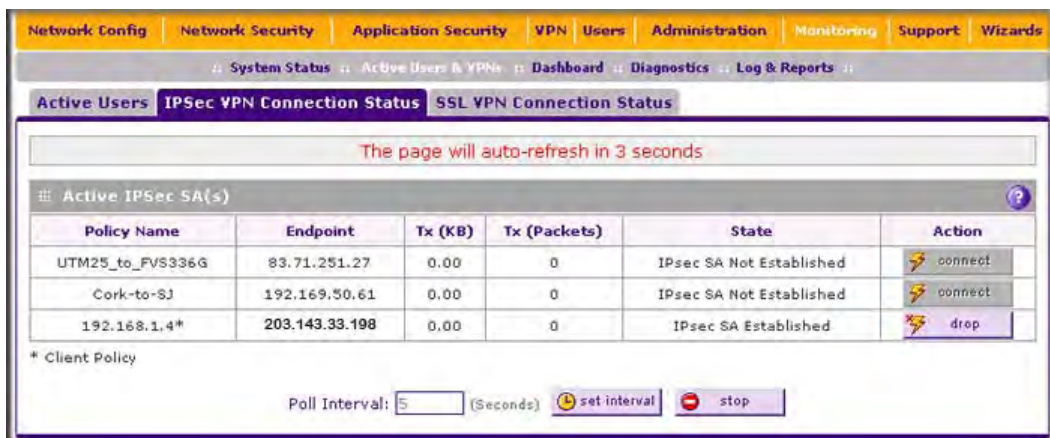 Network Config Network Security Application Security VPN Users Administration Monitoring Support Wizards
:: System Status :: Active Users & VPNs :: Dashboard :: Diagnostics :: Log & Reports ::
Active Users IPSec VPN Connection Status SSL VPN Connection Status
The page will auto-refresh in 3 seconds
Active IPSec SA(s) ?
Policy Name Endpoint Tx (KB) Tx (Packets) State Action
UTM25_to_FVS336G 83.71.251.27 0.00 0 IPsec SA Not Established connect
Cork-to-SJ 192.169.50.61 0.00 0 IPsec SA Not Established connect
192.168.1.4* 203.143.33.198 0.00 0 IPsec SA Established drop
* Client Policy
Poll Interval: 5 (Seconds) set interval stop